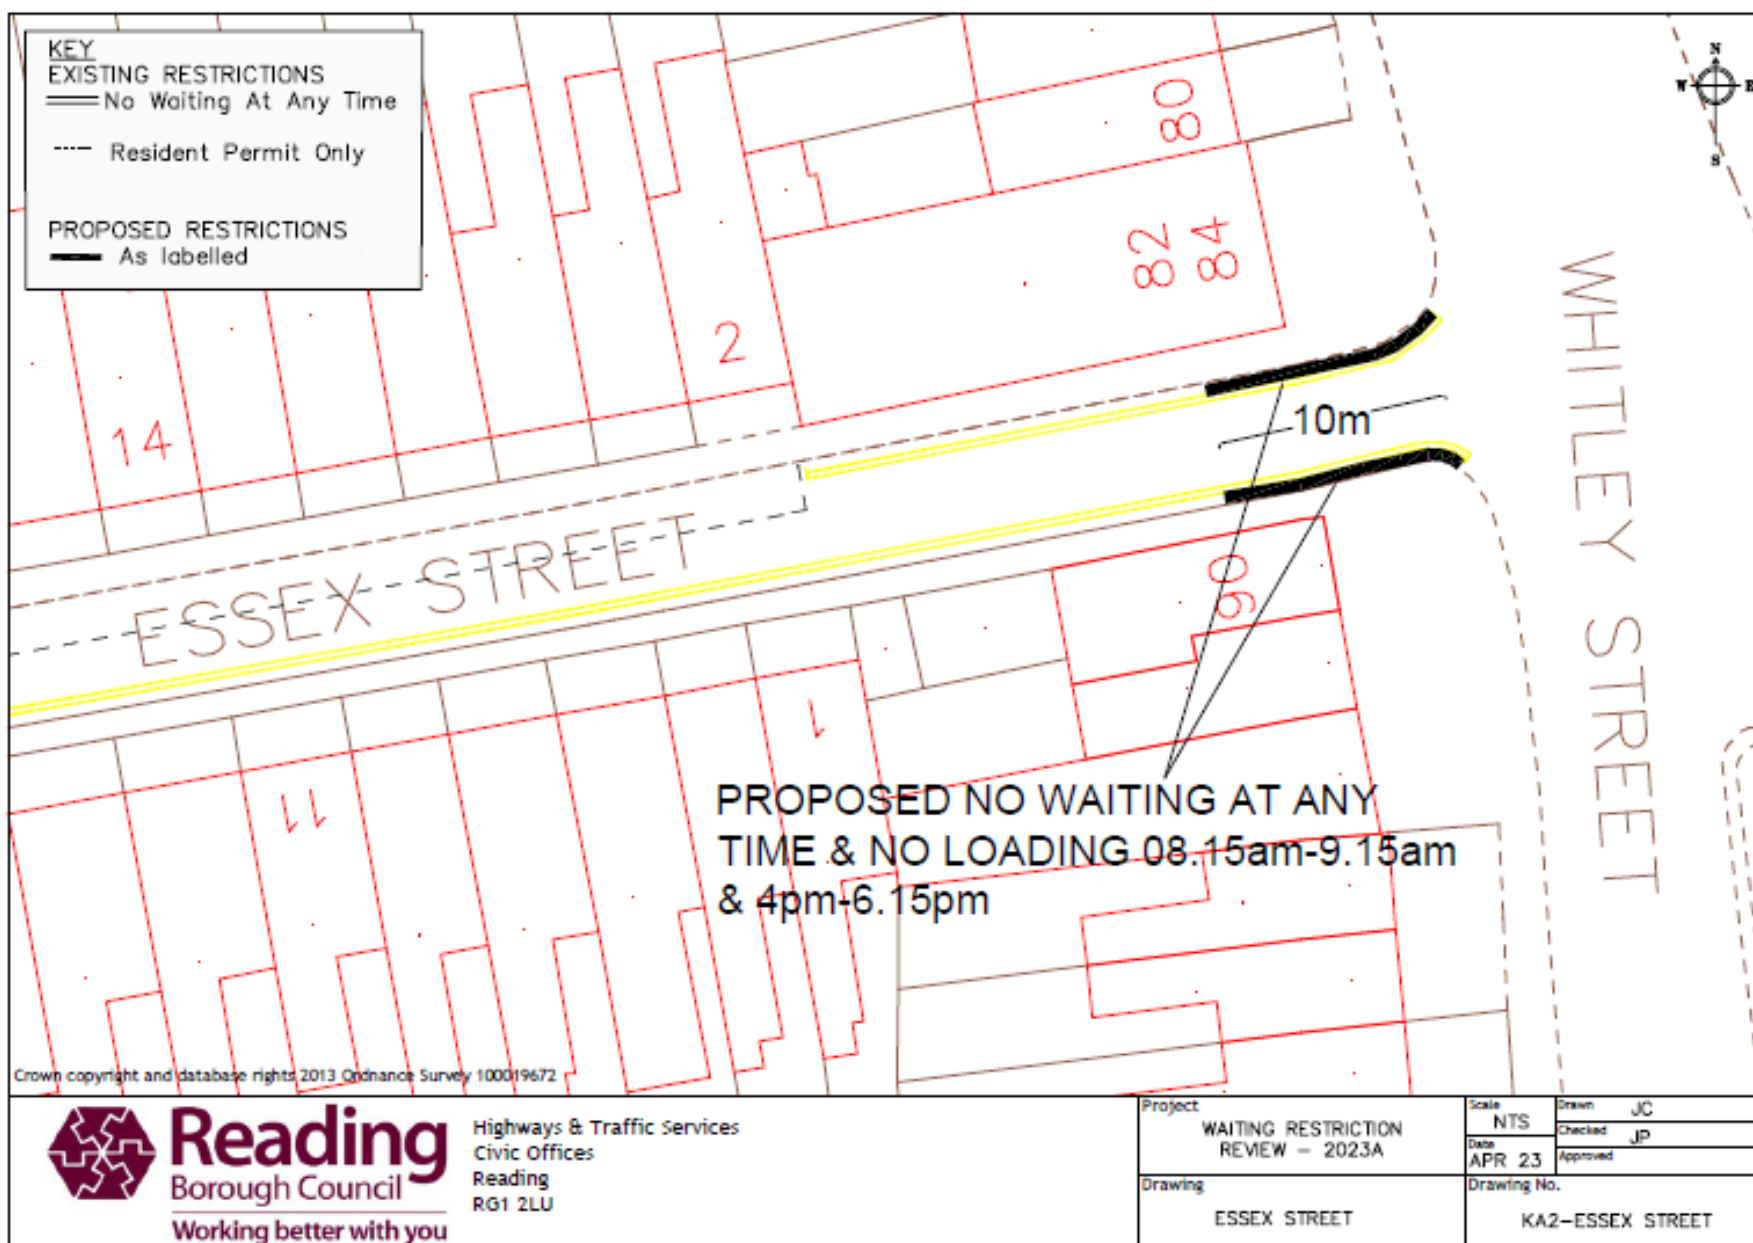 KEY
EXISTING RESTRICTIONS
No Waiting At Any Time
Resident Permit Only
PROPOSED RESTRICTIONS
As labelled
N
W E
S
80
82
84
2
14
10m
WHITLEY STREET
ESSEX STREET
90
1
11
PROPOSED NO WAITING AT ANY
TIME & NO LOADING 08.15am-9.15am
& 4pm-6.15pm
Crown copyright and database rights 2013 Ordnance Survey 100019672
Reading
Borough Council
Working better with you
Highways & Traffic Services
Civic Offices
Reading
RG1 2LU
Project
WAITING RESTRICTION
REVIEW - 2023A
Scale
NTS
Date
APR 23
Drawn JC
Checked JP
Approved
Drawing
ESSEX STREET
Drawing No.
KA2-ESSEX STREET